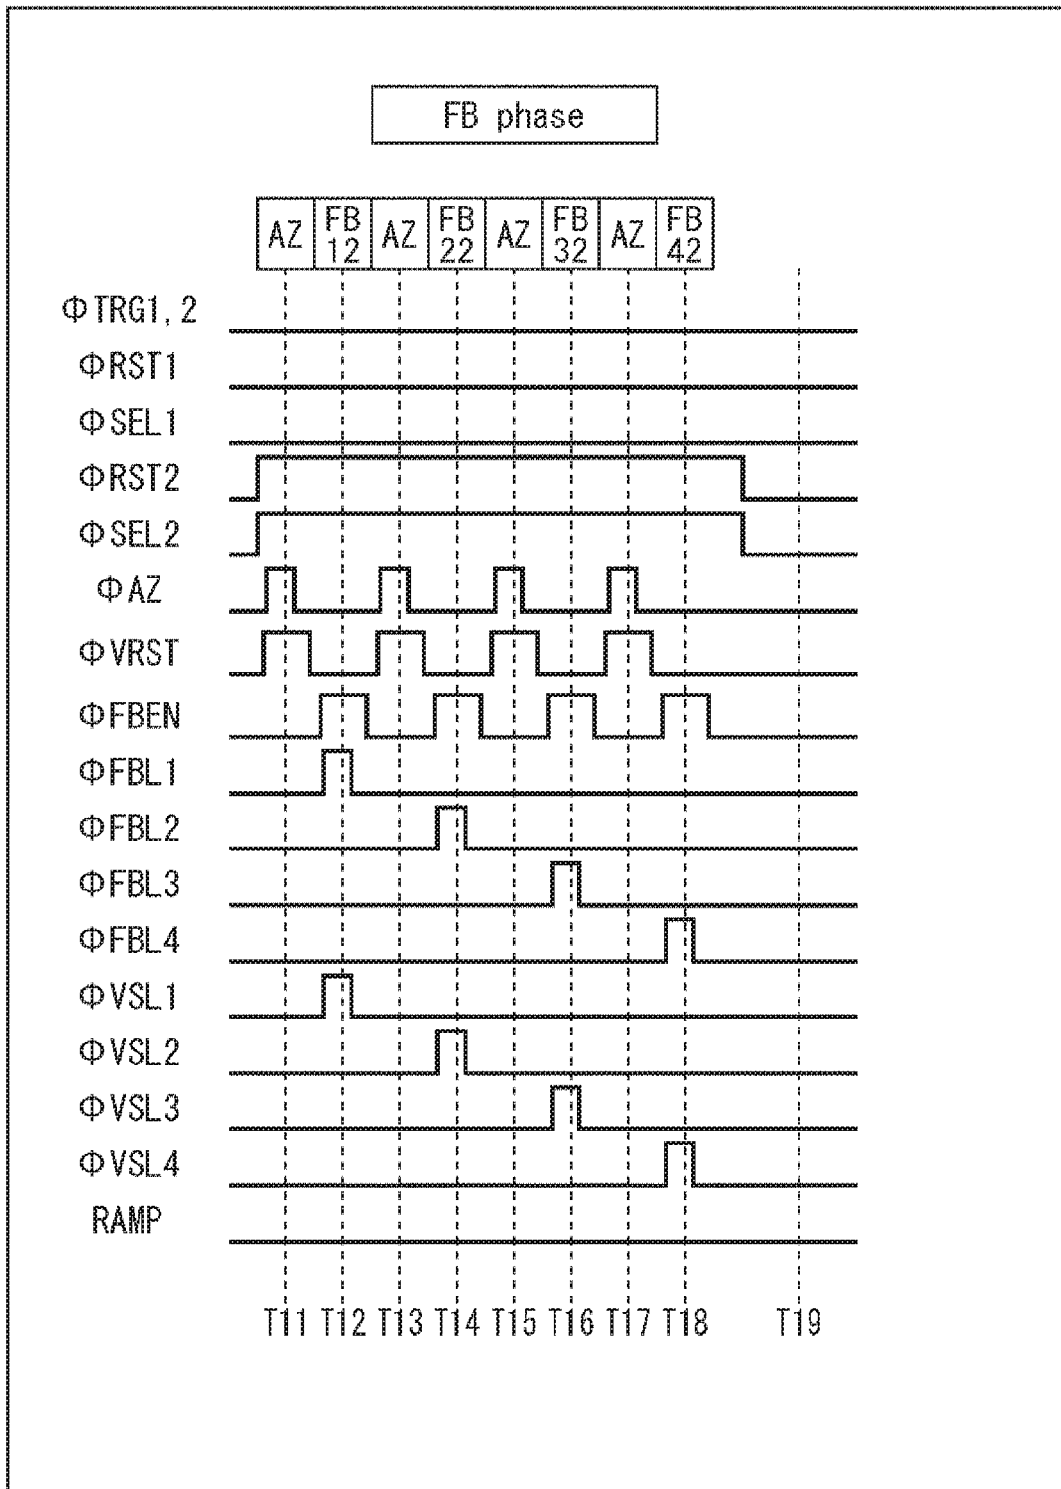 FB phase
AZ FB 12 AZ FB 22 AZ FB 32 AZ FB 42
ΦTRG1, 2
ΦRST1
ΦSEL1
ΦRST2
ΦSEL2
ΦAZ
ΦVRST
ΦFBEN
ΦFBL1
ΦFBL2
ΦFBL3
ΦFBL4
ΦVSL1
ΦVSL2
ΦVSL3
ΦVSL4
RAMP
T11 T12 T13 T14 T15 T16 T17 T18 T19